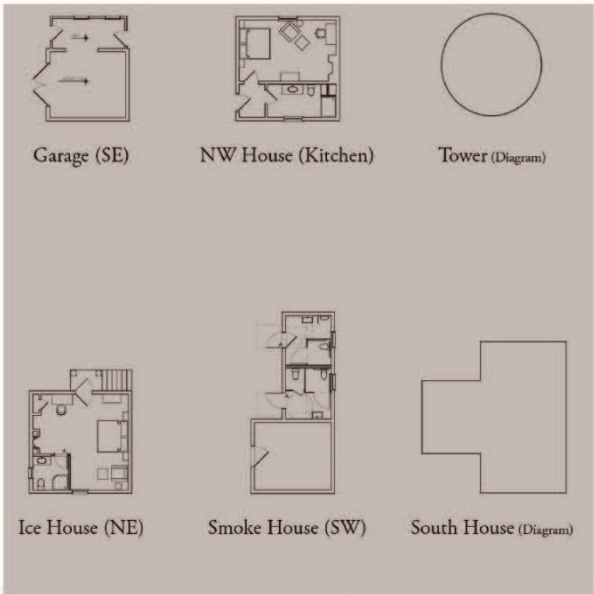 Garage (SE)
NW House (Kitchen)
Tower (Diagram)
Ice House (NE)
Smoke House (SW)
South House (Diagram)